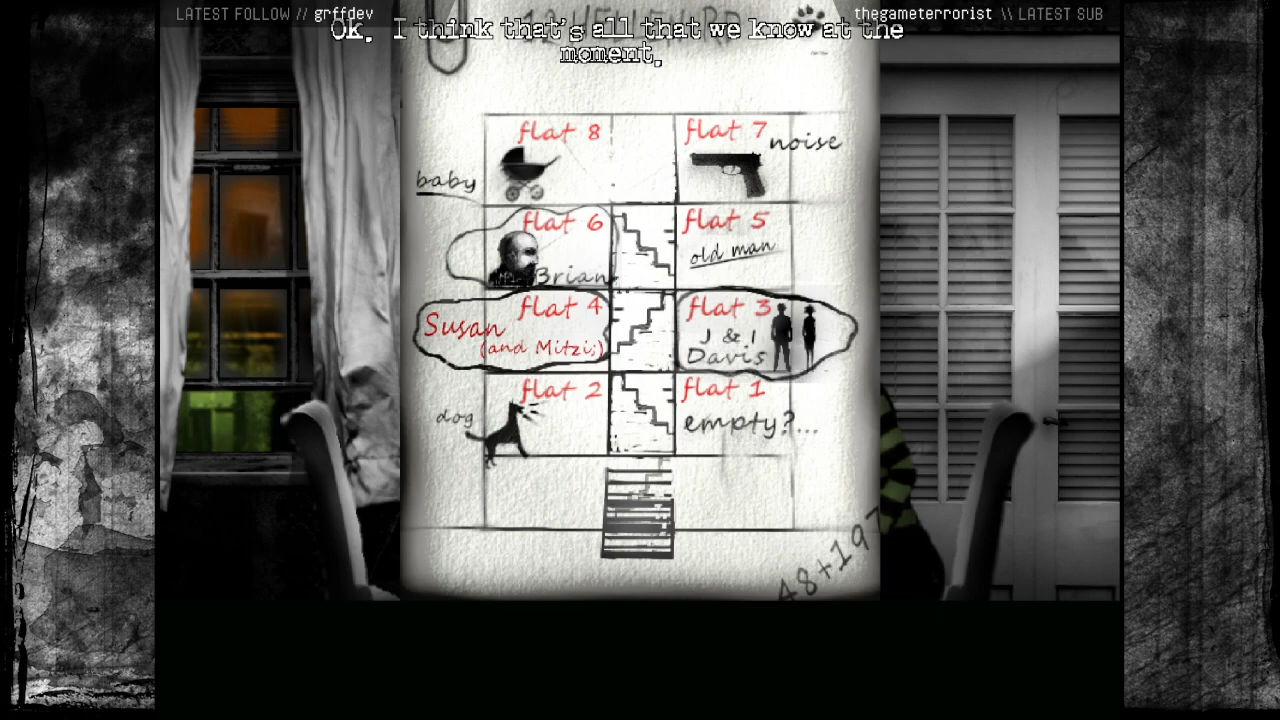 LATEST FOLLOW // grffdev
thegameterrorist \\ LATEST SUB
Ok. I think that's all that we know at the
moment.
flat 8
flat 7
noise
baby
flat 6
flat 5
Brian
old man
flat 4
flat 3
Susan
(and Mitzi;)
J & I
Davis
flat 2
flat 1
dog
empty?...
48+197